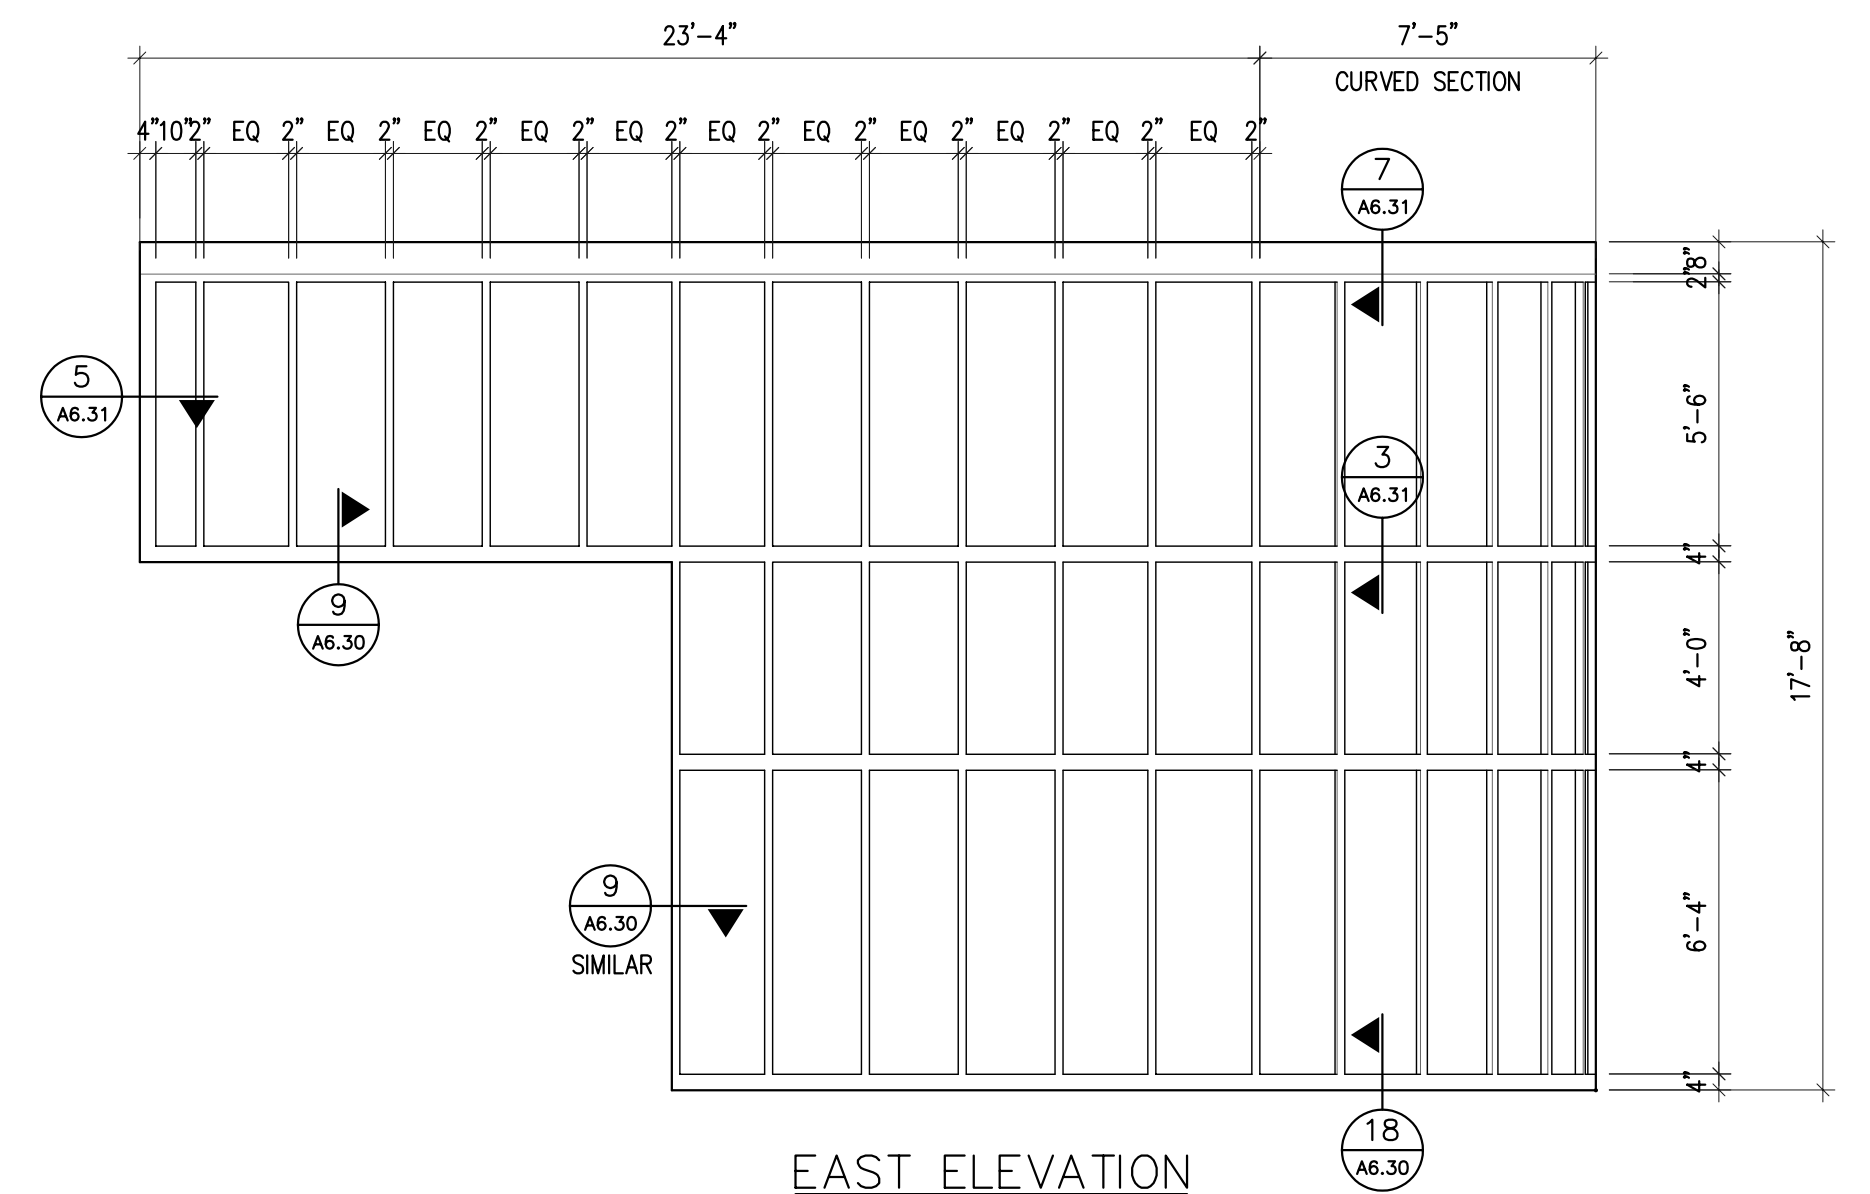 23'-4"
7'-5"
CURVED SECTION
4" 10" 2" EQ 2" EQ 2" EQ 2" EQ 2" EQ 2" EQ 2" EQ 2" EQ 2" EQ 2" EQ 2" EQ 2"
7
A6.31
8"
2"
5
A6.31
5'-6"
3
A6.31
4"
9
A6.30
4'-0"
17'-8"
4"
9
A6.30
SIMILAR
6'-4"
4"
18
A6.30
EAST ELEVATION